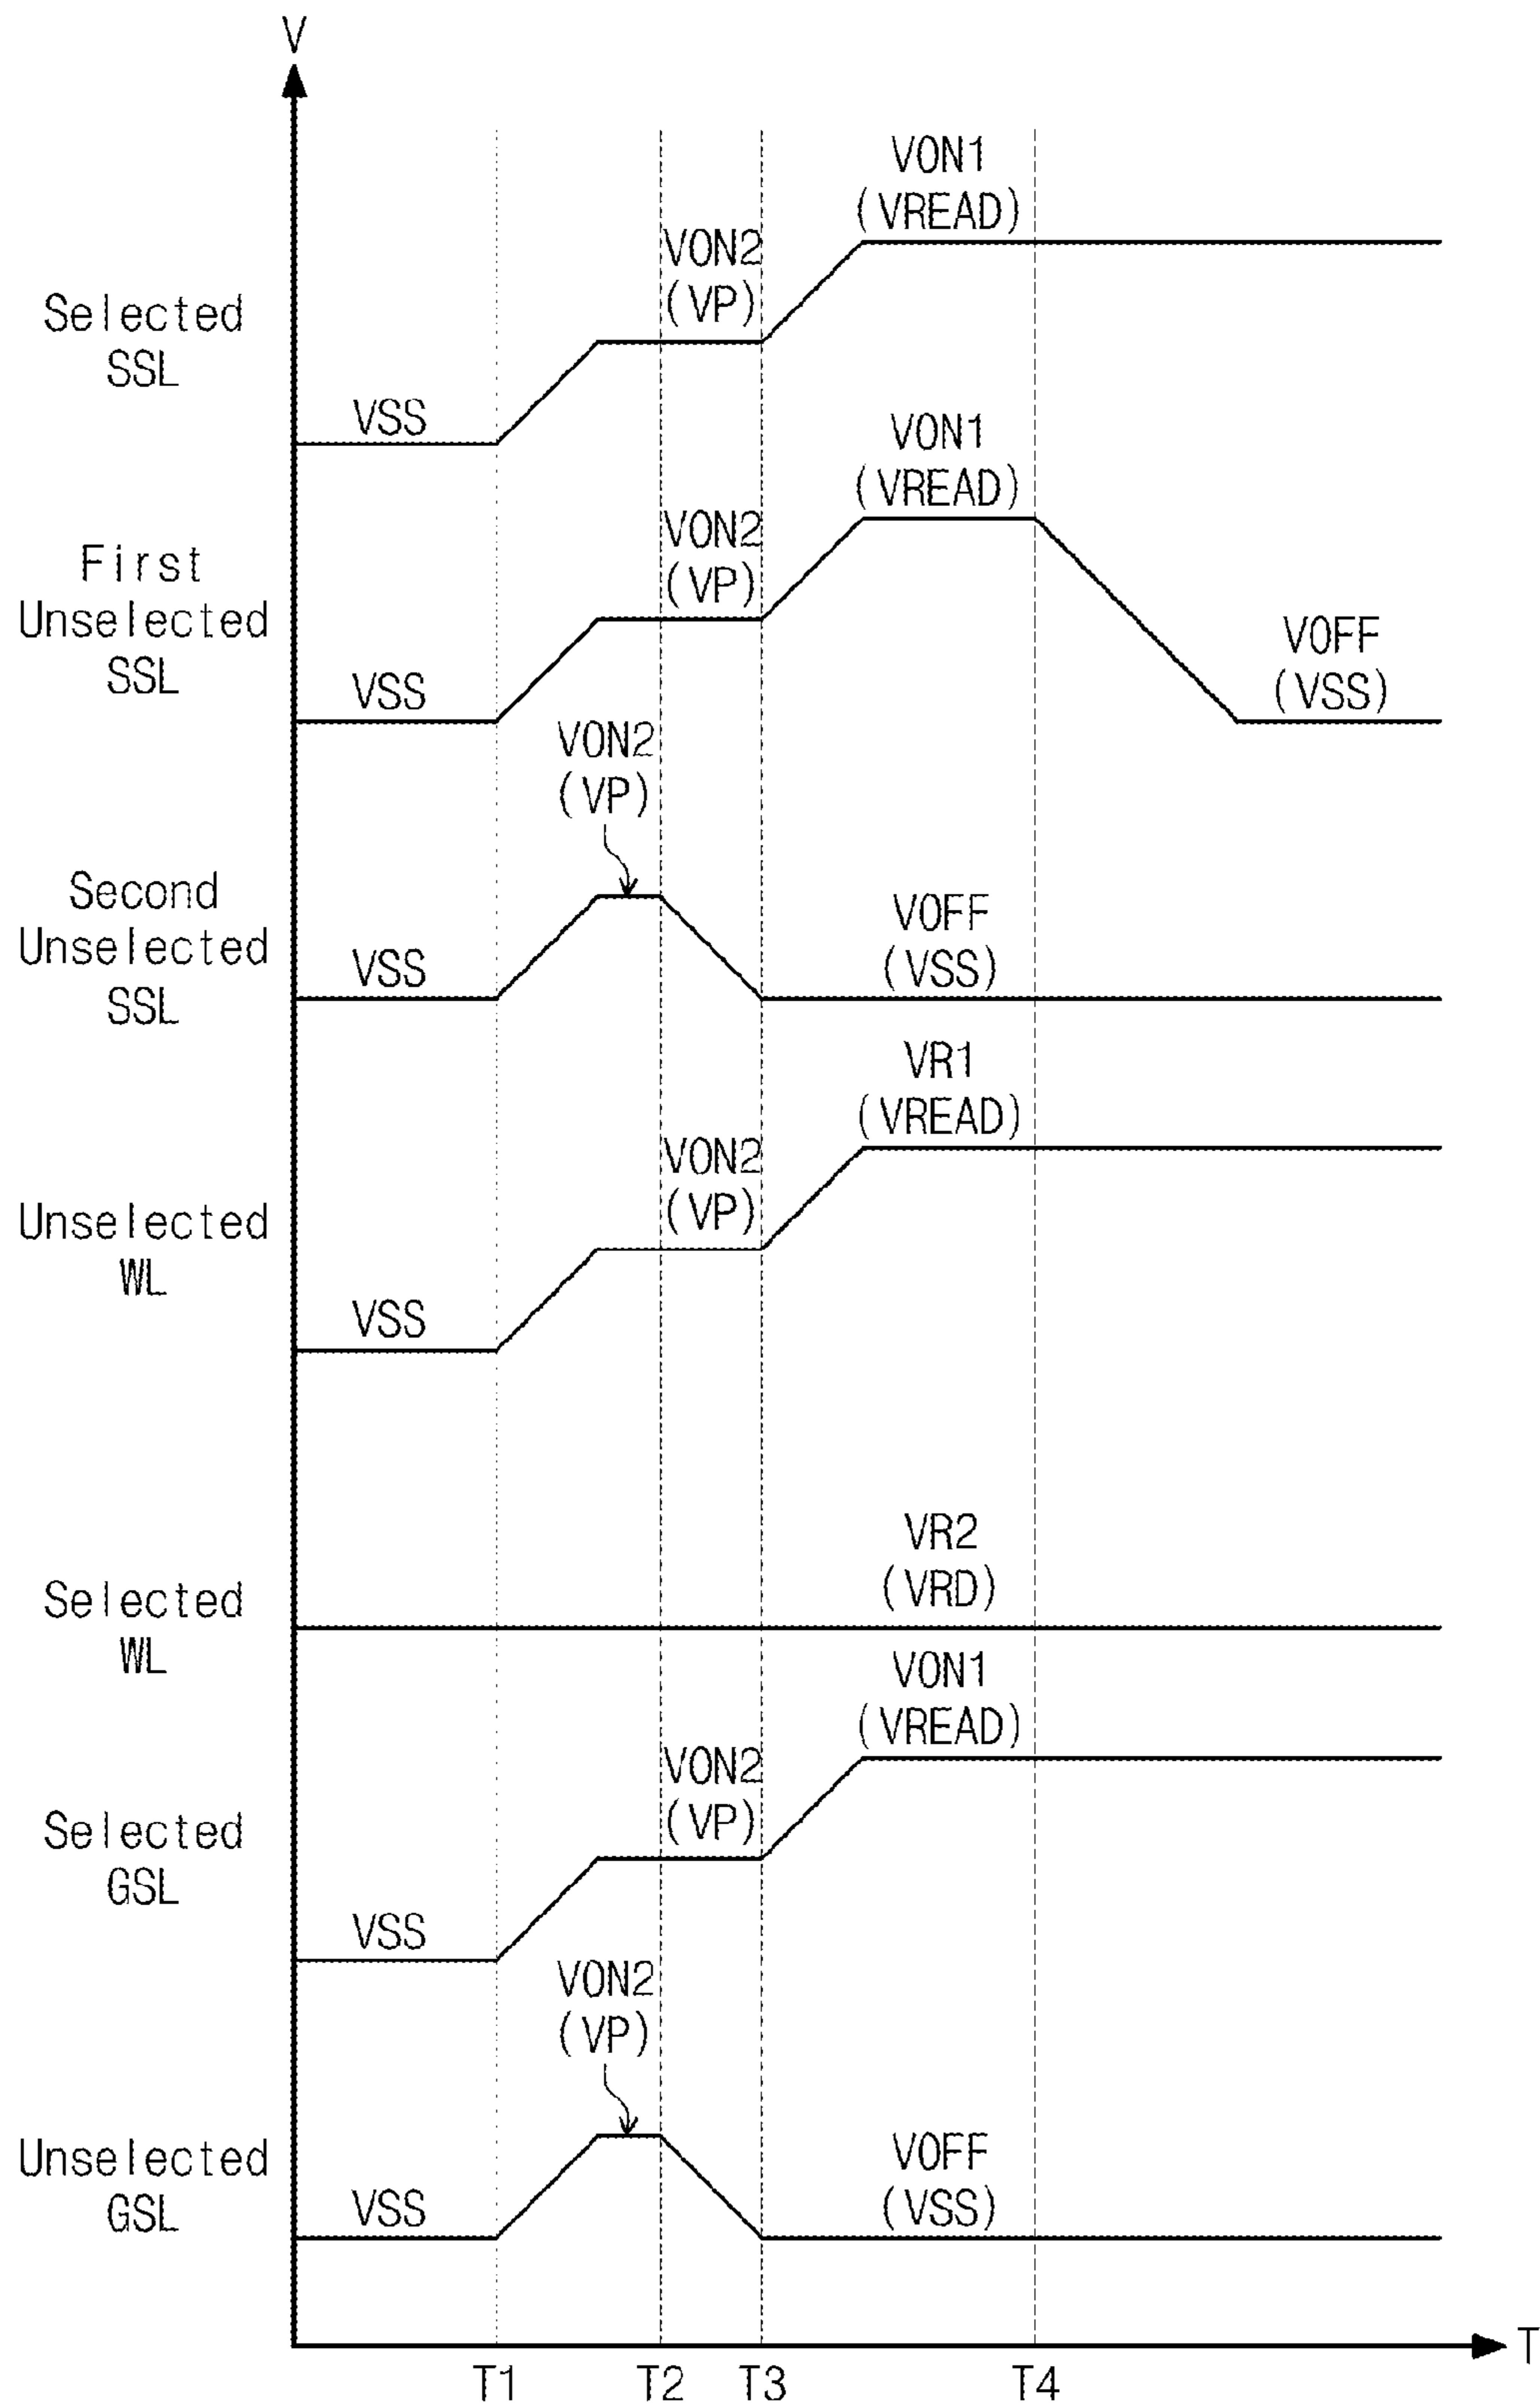 V
VON1
(VREAD)
VON2
(VP)
Selected
SSL
VSS
VON1
(VREAD)
VON2
(VP)
First
Unselected
SSL
VSS
VOFF
(VSS)
VON2
(VP)
Second
Unselected
SSL
VSS
VOFF
(VSS)
VR1
(VREAD)
VON2
(VP)
Unselected
WL
VSS
VR2
(VRD)
Selected
WL
VON1
(VREAD)
VON2
(VP)
Selected
GSL
VSS
VON2
(VP)
Unselected
GSL
VSS
VOFF
(VSS)
T
T1 T2 T3 T4